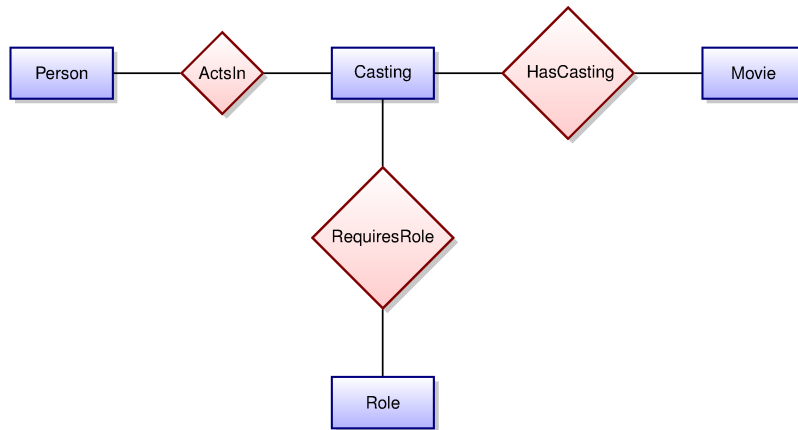 Person
ActsIn
Casting
HasCasting
Movie
RequiresRole
Role